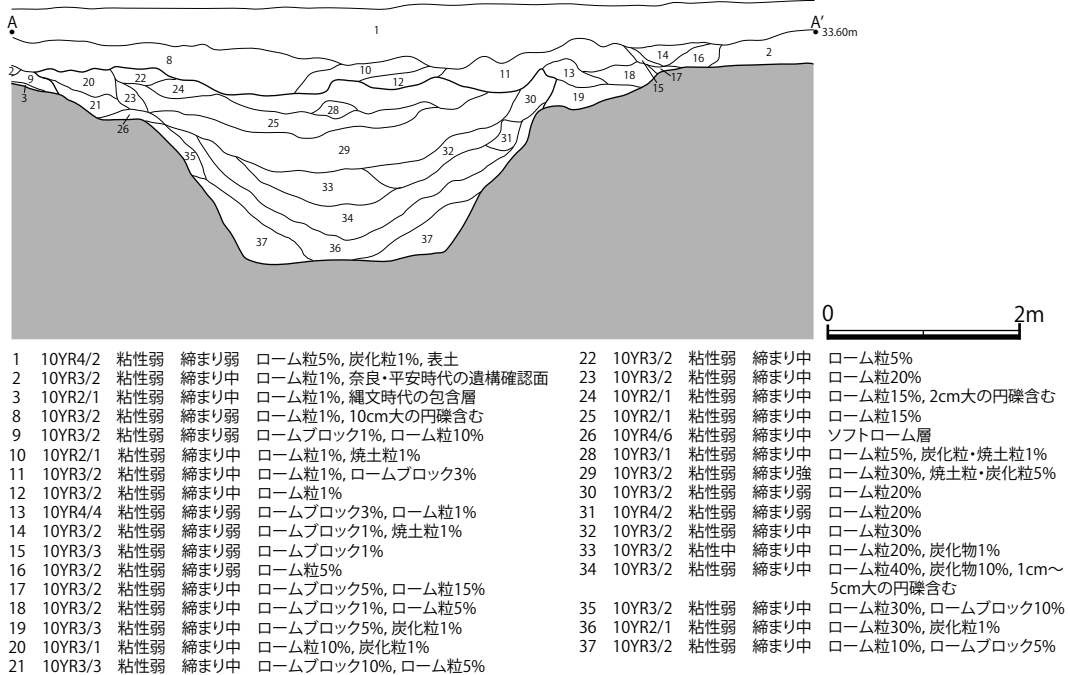 A
A'
33.60m
1
2
8
10
12
11
14
16
2
9
3
20
22
24
21
23
26
13
18
17
15
19
28
25
30
29
32
31
35
33
34
37
36
37
0 2m
1 10YR4/2 粘性弱 締まり弱 ローム粒5%, 炭化粒1%, 表土
2 10YR3/2 粘性弱 締まり中 ローム粒1%, 奈良・平安時代の遺構確認面
3 10YR2/1 粘性弱 締まり中 ローム粒1%, 縄文時代の包含層
8 10YR3/2 粘性弱 締まり弱 ローム粒1%, 10cm大の円礫含む
9 10YR3/2 粘性弱 締まり弱 ロームブロック1%, ローム粒10%
10 10YR2/1 粘性弱 締まり中 ローム粒1%, 焼土粒1%
11 10YR3/2 粘性弱 締まり中 ローム粒1%, ロームブロック3%
12 10YR3/2 粘性弱 締まり中 ローム粒1%
13 10YR4/4 粘性弱 締まり弱 ロームブロック3%, ローム粒1%
14 10YR3/2 粘性弱 締まり弱 ロームブロック1%, 焼土粒1%
15 10YR3/3 粘性弱 締まり弱 ロームブロック1%
16 10YR3/2 粘性弱 締まり弱 ローム粒5%
17 10YR3/2 粘性弱 締まり中 ロームブロック5%, ローム粒15%
18 10YR3/2 粘性弱 締まり中 ロームブロック1%, ローム粒5%
19 10YR3/3 粘性弱 締まり中 ロームブロック5%, 炭化粒1%
20 10YR3/1 粘性弱 締まり中 ローム粒10%, 炭化粒1%
21 10YR3/3 粘性弱 締まり中 ロームブロック10%, ローム粒5%
22 10YR3/2 粘性弱 締まり中 ローム粒5%
23 10YR3/2 粘性弱 締まり中 ローム粒20%
24 10YR2/1 粘性弱 締まり中 ローム粒15%, 2cm大の円礫含む
25 10YR2/1 粘性弱 締まり中 ローム粒15%
26 10YR4/6 粘性弱 締まり中 ソフトローム層
28 10YR3/1 粘性弱 締まり中 ローム粒5%, 炭化粒・焼土粒1%
29 10YR3/2 粘性弱 締まり強 ローム粒30%, 焼土粒・炭化粒5%
30 10YR3/2 粘性弱 締まり弱 ローム粒20%
31 10YR4/2 粘性弱 締まり弱 ローム粒20%
32 10YR3/2 粘性弱 締まり中 ローム粒30%
33 10YR3/2 粘性中 締まり中 ローム粒20%, 炭化物1%
34 10YR3/2 粘性弱 締まり中 ローム粒40%, 炭化物10%, 1cm〜
5cm大の円礫含む
35 10YR3/2 粘性弱 締まり中 ローム粒30%, ロームブロック10%
36 10YR2/1 粘性弱 締まり中 ローム粒30%, 炭化粒1%
37 10YR3/2 粘性弱 締まり中 ローム粒10%, ロームブロック5%